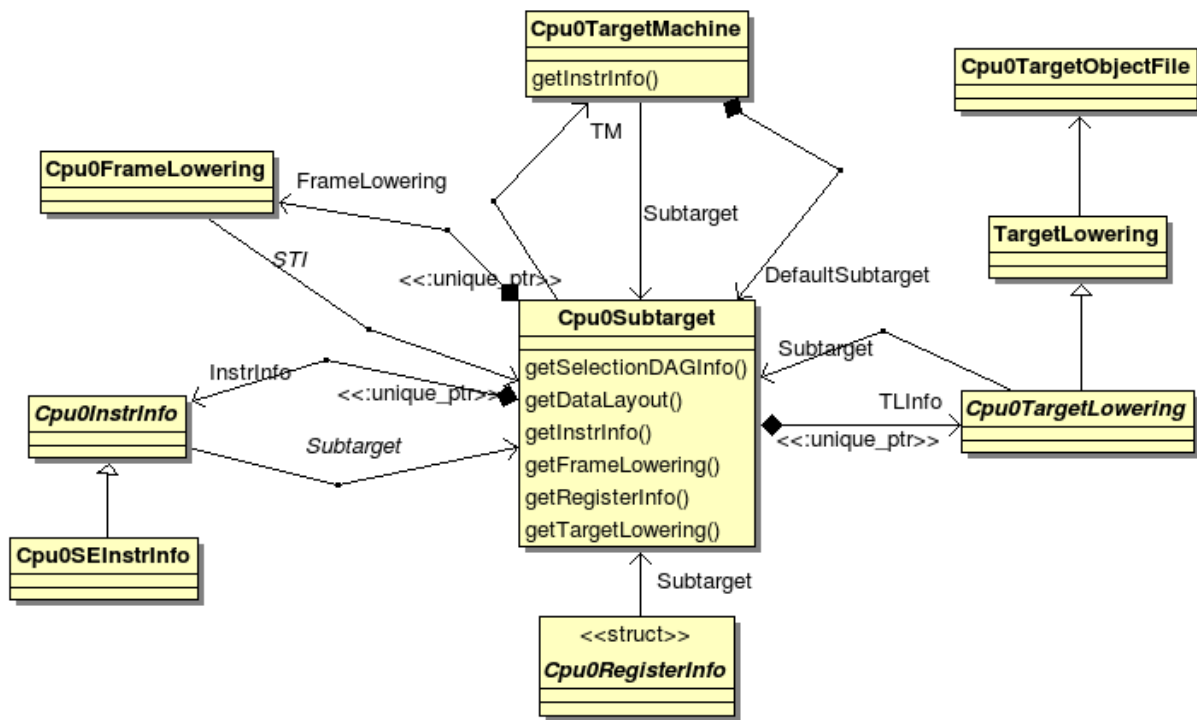 Cpu0TargetMachine
getInstrInfo()
Cpu0TargetObjectFile
TM
Cpu0FrameLowering
FrameLowering
Subtarget
TargetLowering
STI
<<:unique_ptr>>
DefaultSubtarget
Cpu0Subtarget
getSelectionDAGInfo()
getDataLayout()
getInstrInfo()
getFrameLowering()
getRegisterInfo()
getTargetLowering()
Subtarget
InstrInfo
<<:unique_ptr>>
Cpu0InstrInfo
Subtarget
TLInfo
<<:unique_ptr>>
Cpu0TargetLowering
Cpu0SEInstrInfo
Subtarget
<<struct>>
Cpu0RegisterInfo